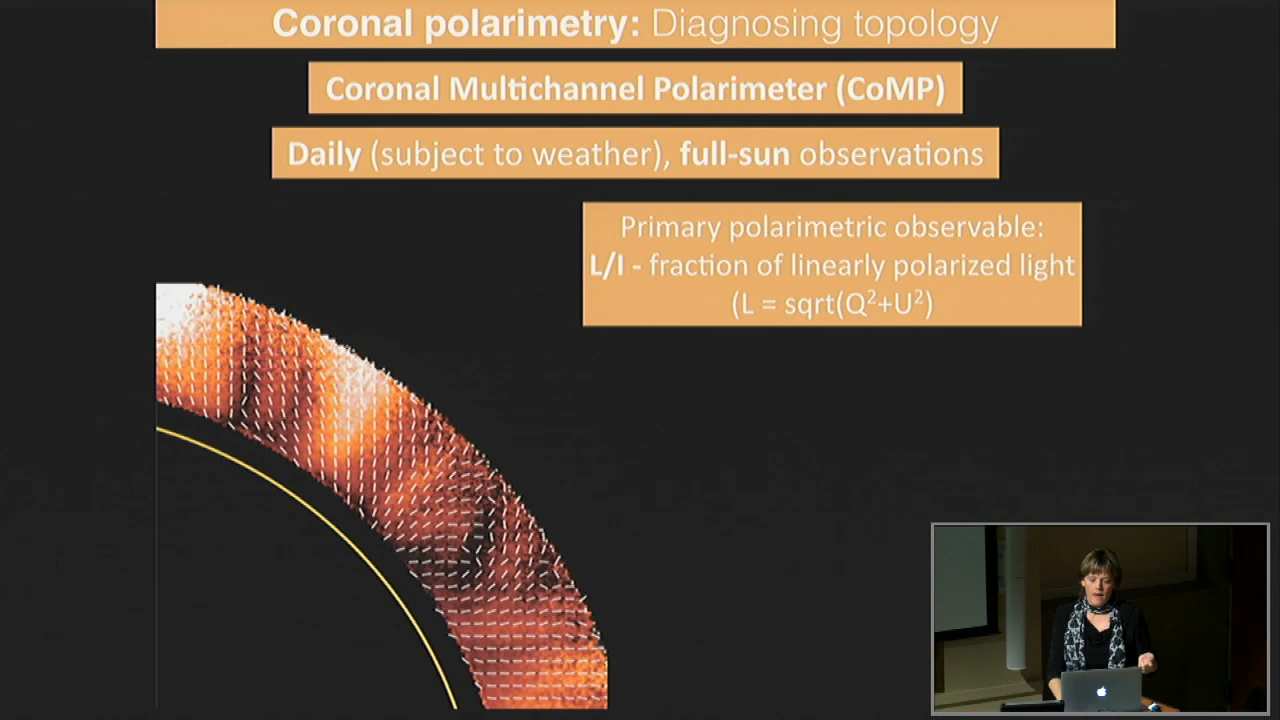 Coronal polarimetry: Diagnosing topology
Coronal Multichannel Polarimeter (CoMP)
Daily (subject to weather), full-sun observations
Primary polarimetric observable:
L/I - fraction of linearly polarized light
(L = sqrt(Q²+U²)